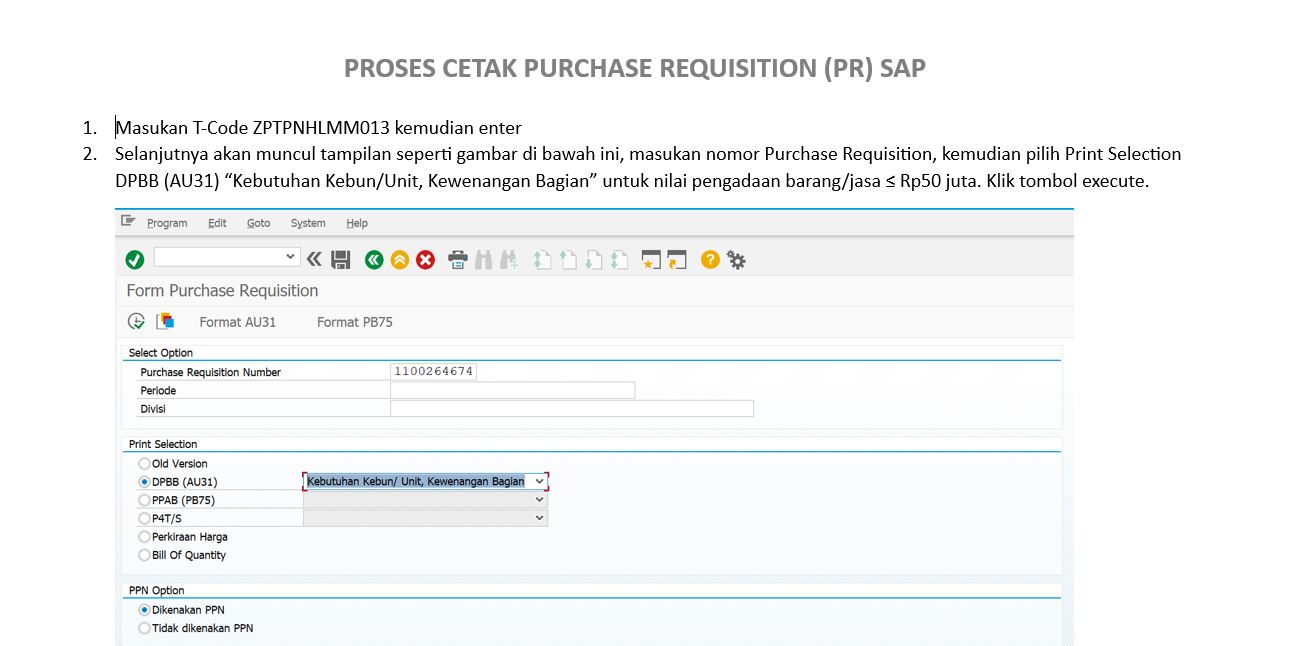 PROSES CETAK PURCHASE REQUISITION (PR) SAP
1. Masukan T-Code ZPTPNHLMM013 kemudian enter
2. Selanjutnya akan muncul tampilan seperti gambar di bawah ini, masukan nomor Purchase Requisition, kemudian pilih Print Selection
DPBB (AU31) “Kebutuhan Kebun/Unit, Kewenangan Bagian” untuk nilai pengadaan barang/jasa ≤ Rp50 juta. Klik tombol execute.
Program Edit Goto System Help
Form Purchase Requisition
Format AU31 Format PB75
Select Option
Purchase Requisition Number 1100264674
Periode
Divisi
Print Selection
Old Version
DPBB (AU31) Kebutuhan Kebun/ Unit, Kewenangan Bagian
PPAB (PB75)
P4T/S
Perkiraan Harga
Bill Of Quantity
PPN Option
Dikenakan PPN
Tidak dikenakan PPN